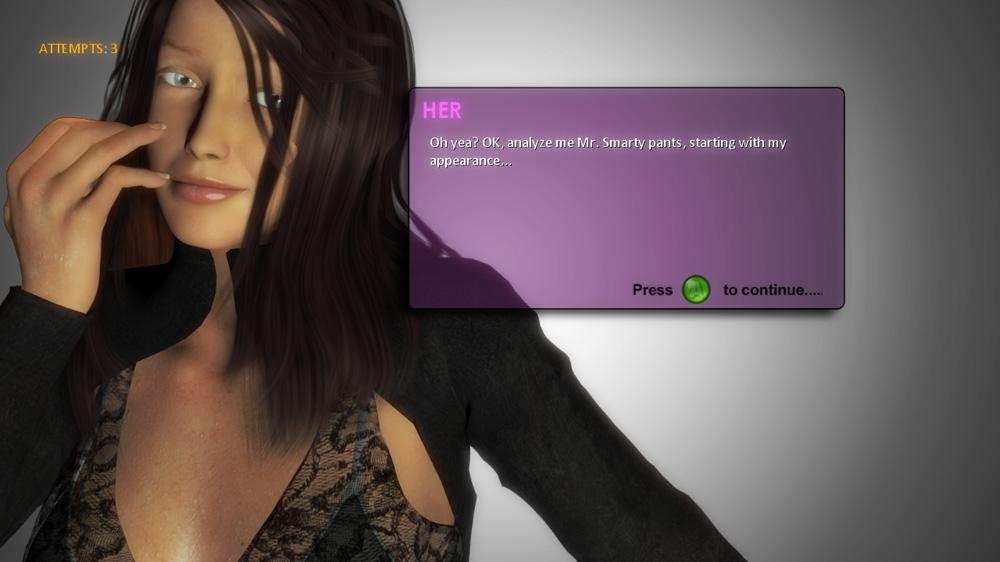 ATTEMPTS: 3
HER
Oh yea? OK, analyze me Mr. Smarty pants, starting with my
appearance...
Press A to continue.....